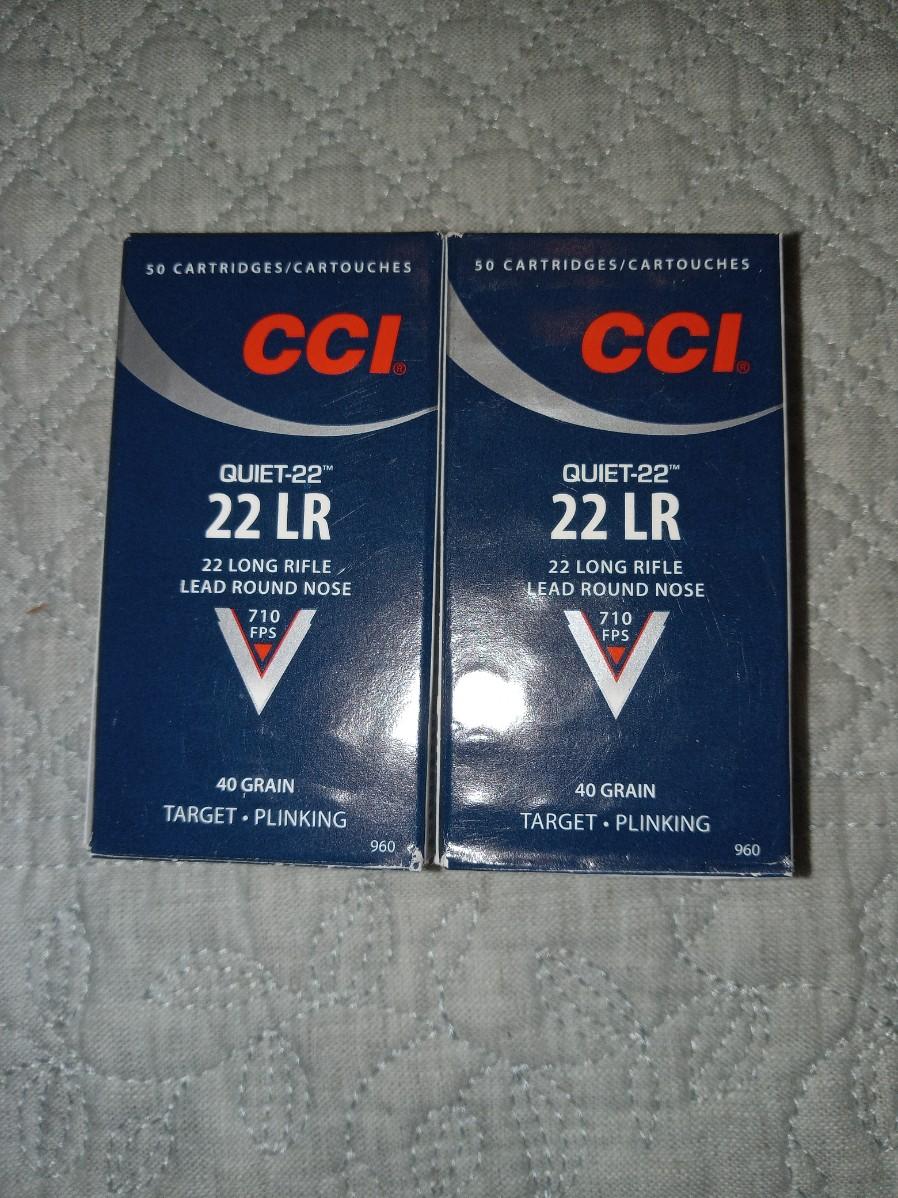 50 CARTRIDGES/CARTOUCHES
CCI®
QUIET-22™
22 LR
22 LONG RIFLE
LEAD ROUND NOSE
710
FPS
40 GRAIN
TARGET • PLINKING
960
50 CARTRIDGES/CARTOUCHES
CCI®
QUIET-22™
22 LR
22 LONG RIFLE
LEAD ROUND NOSE
710
FPS
40 GRAIN
TARGET • PLINKING
960